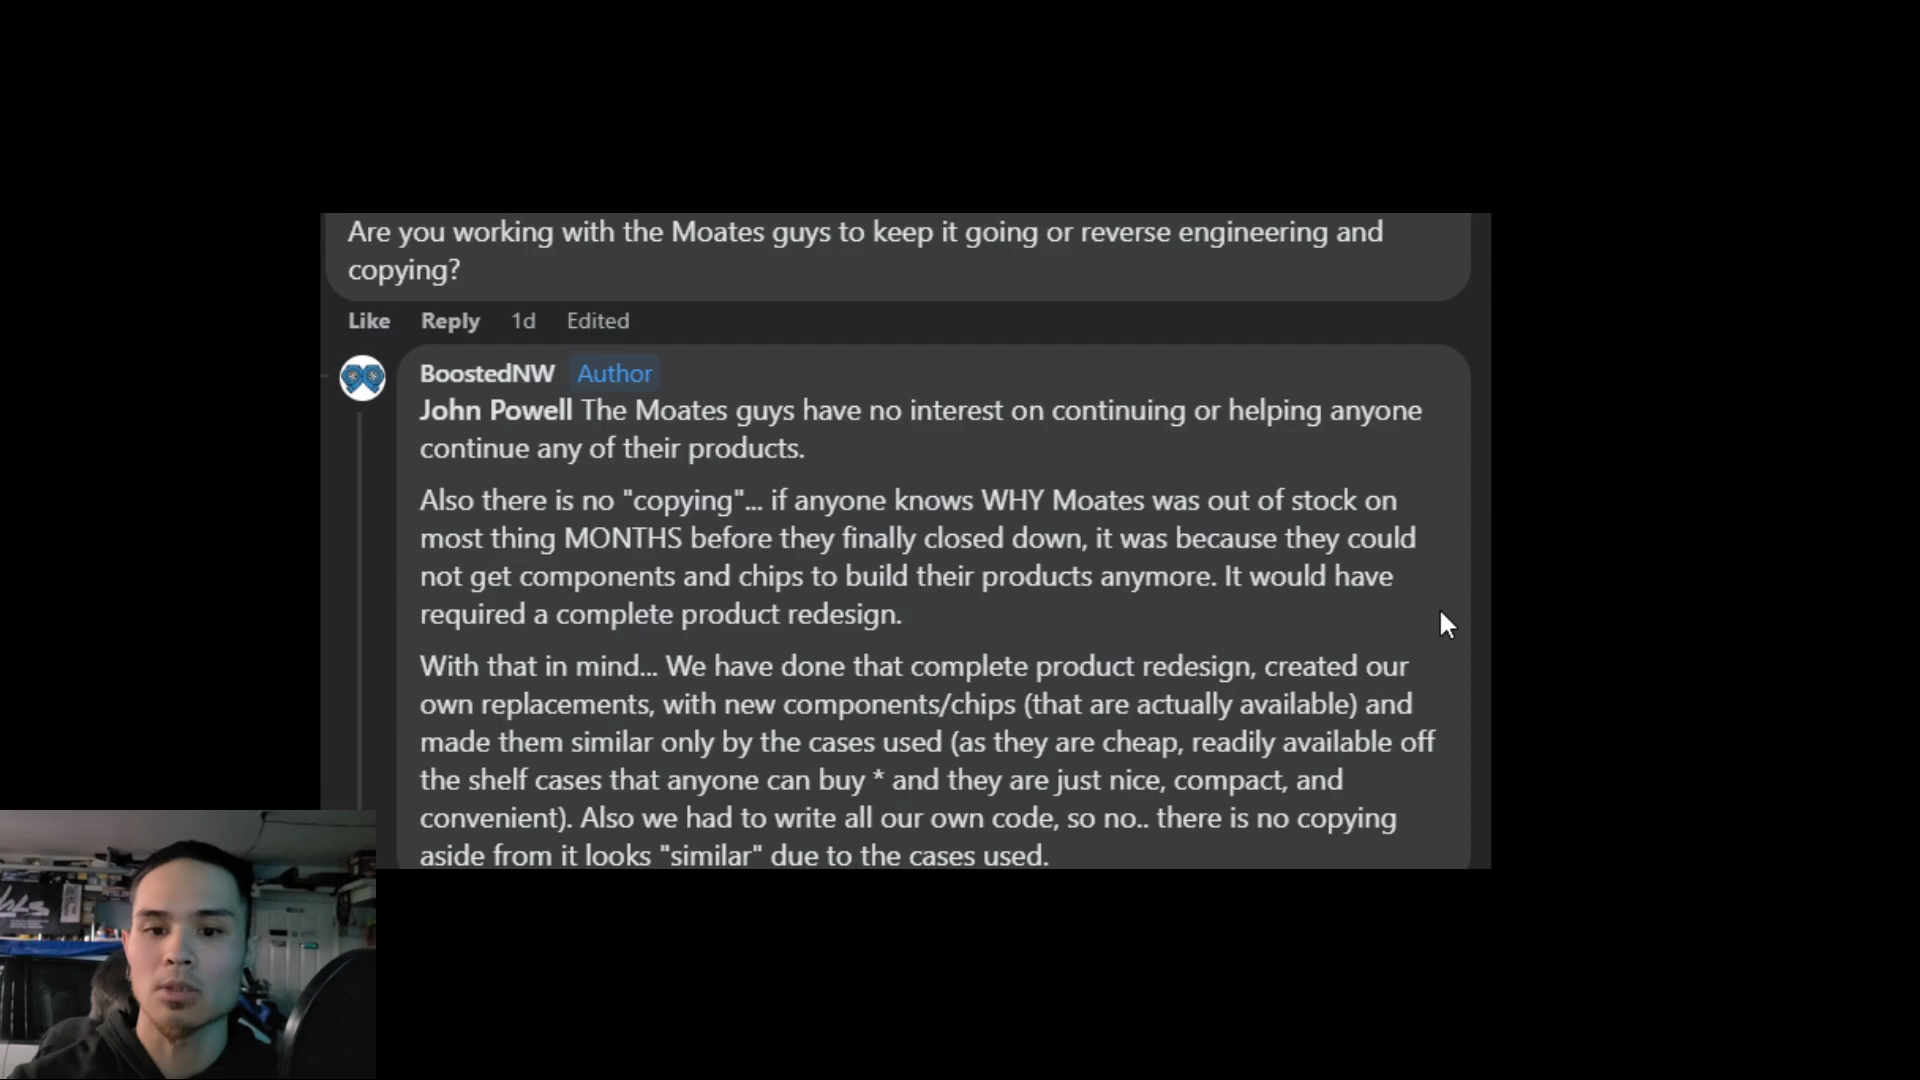 Are you working with the Moates guys to keep it going or reverse engineering and
copying?
Like Reply 1d Edited
BoostedNW Author
John Powell The Moates guys have no interest on continuing or helping anyone
continue any of their products.
Also there is no "copying"... if anyone knows WHY Moates was out of stock on
most thing MONTHS before they finally closed down, it was because they could
not get components and chips to build their products anymore. It would have
required a complete product redesign.
With that in mind... We have done that complete product redesign, created our
own replacements, with new components/chips (that are actually available) and
made them similar only by the cases used (as they are cheap, readily available off
the shelf cases that anyone can buy * and they are just nice, compact, and
convenient). Also we had to write all our own code, so no.. there is no copying
aside from it looks "similar" due to the cases used.